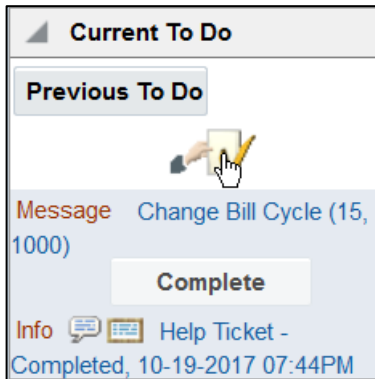 Current To Do
Previous To Do
Message Change Bill Cycle (15,
1000)
Complete
Info Help Ticket -
Completed, 10-19-2017 07:44PM